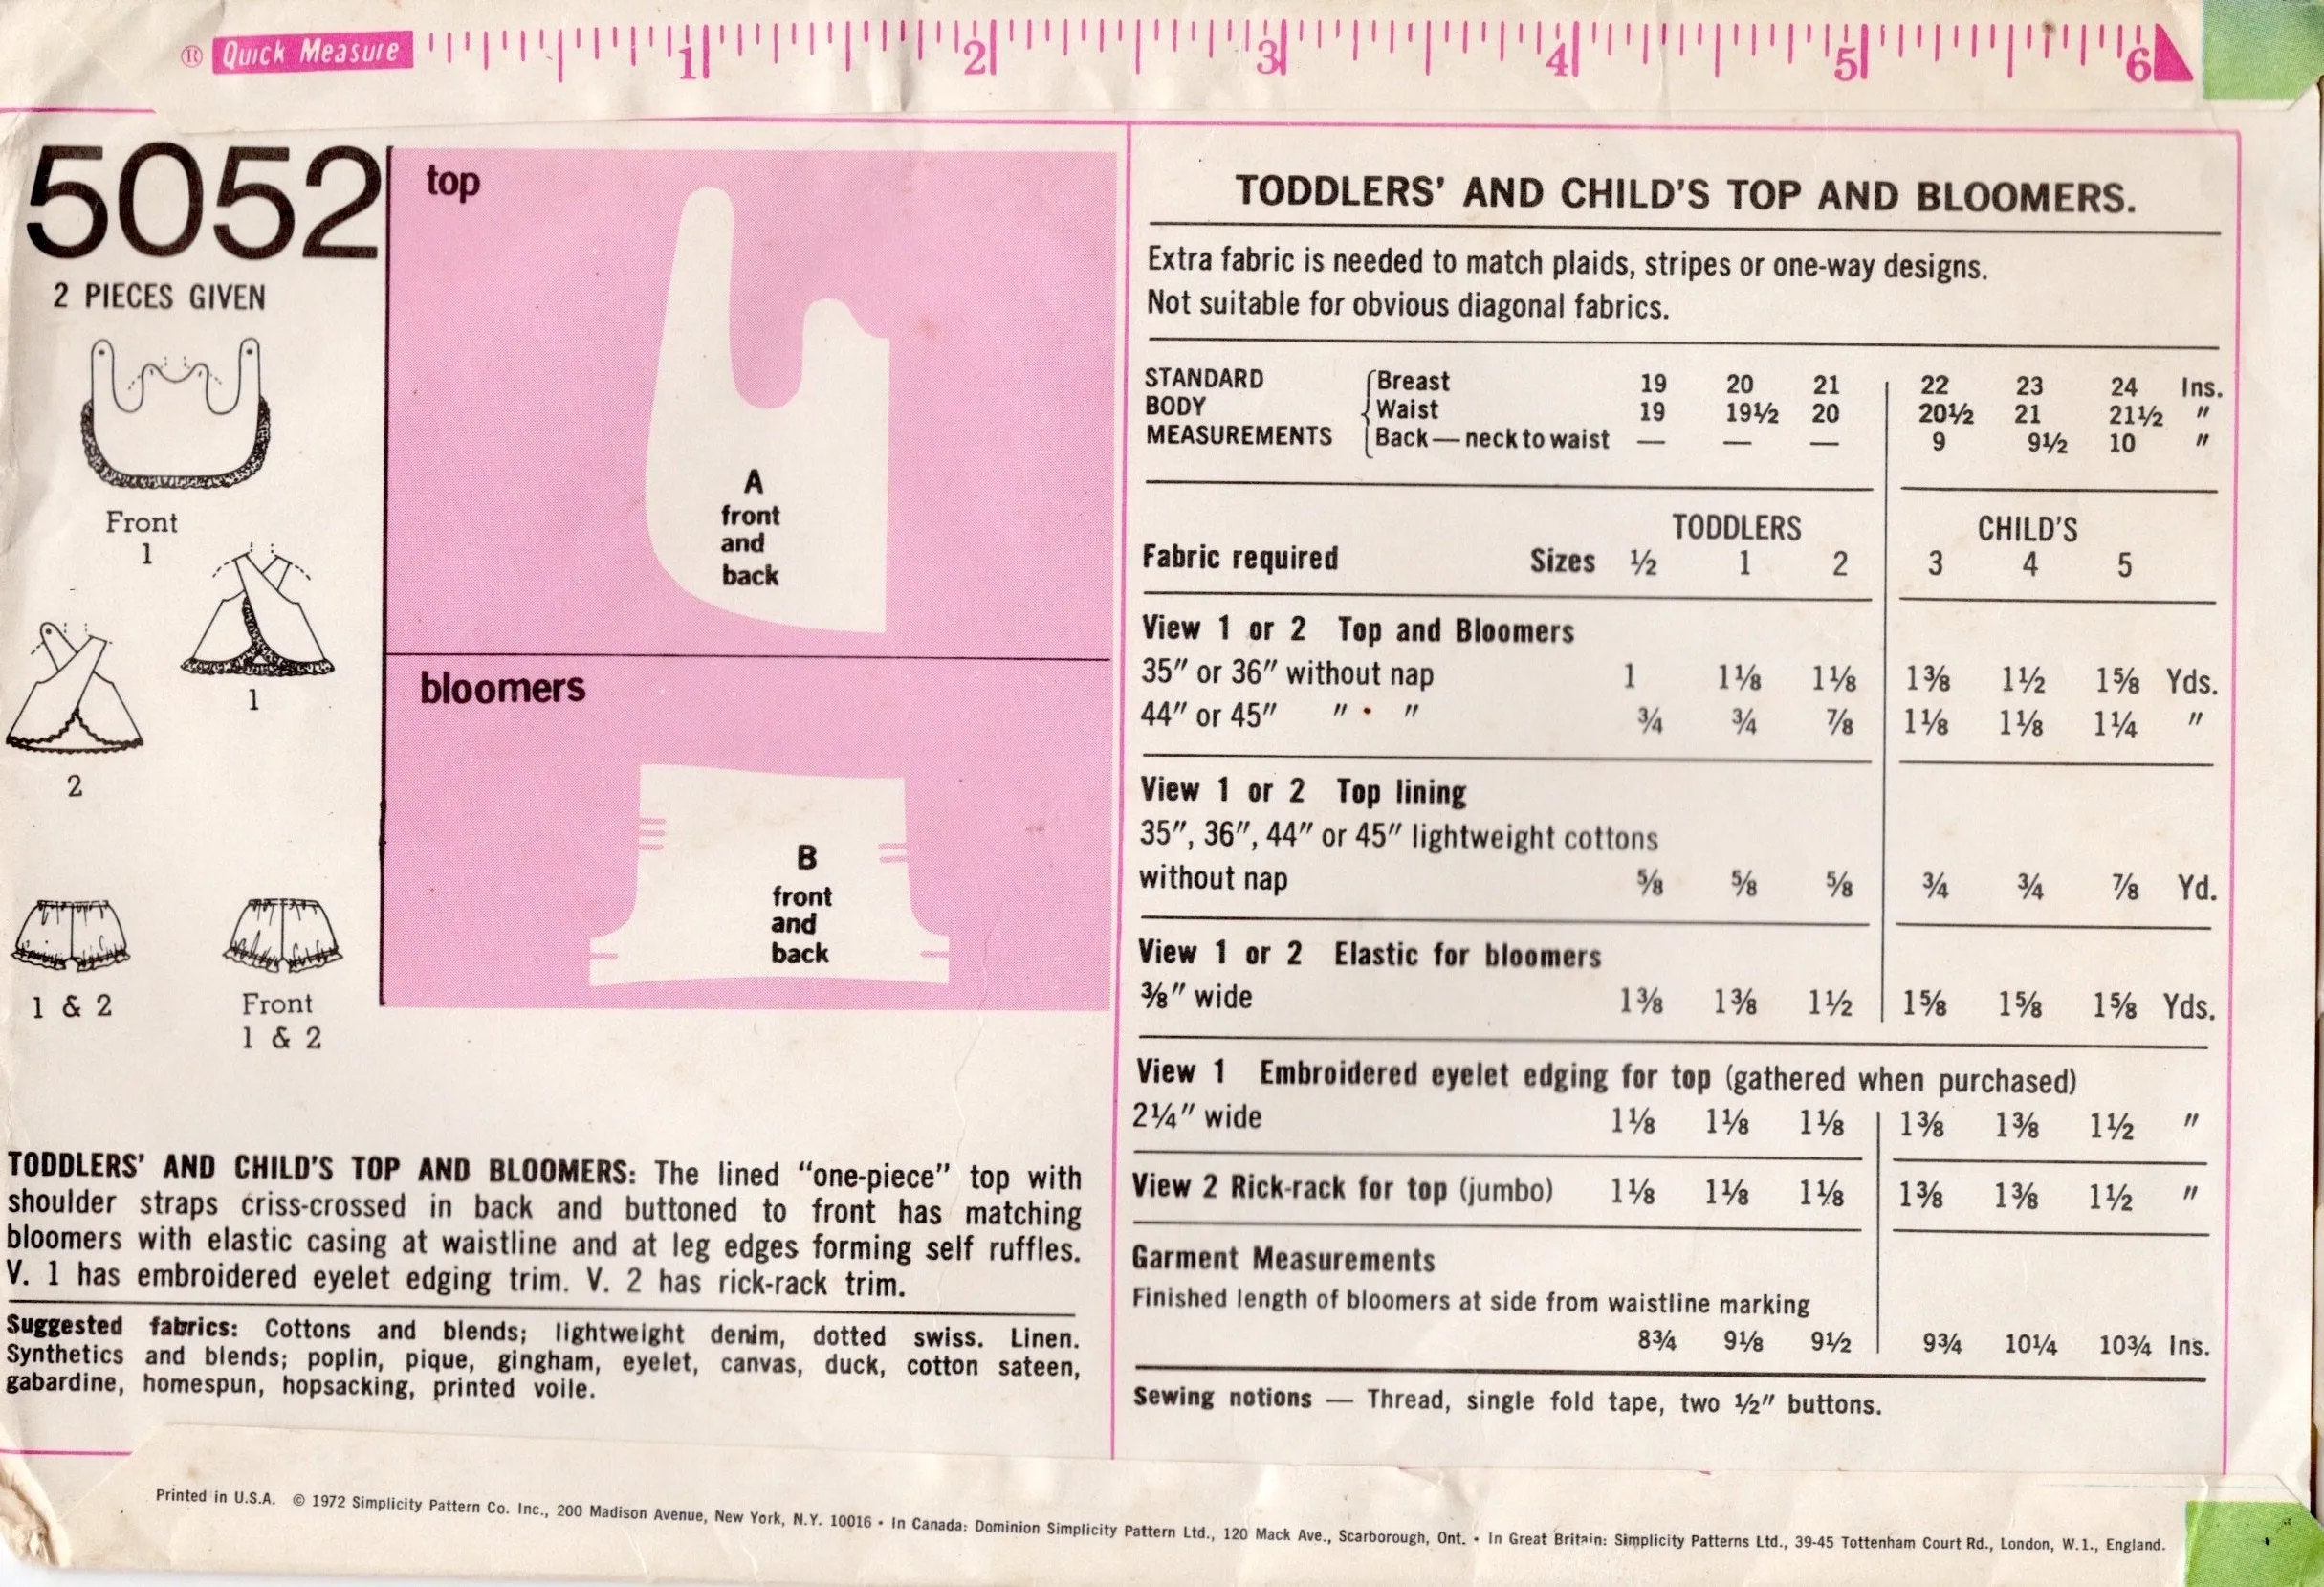 ® Quick Measure 1 2 3 4 5 6
5052
2 PIECES GIVEN
Front
1
1
2
1 & 2
Front
1 & 2
top
A
front
and
back
bloomers
B
front
and
back
TODDLERS' AND CHILD'S TOP AND BLOOMERS: The lined "one-piece" top with
shoulder straps criss-crossed in back and buttoned to front has matching
bloomers with elastic casing at waistline and at leg edges forming self ruffles.
V. 1 has embroidered eyelet edging trim. V. 2 has rick-rack trim.
Suggested fabrics: Cottons and blends; lightweight denim, dotted swiss. Linen.
Synthetics and blends; poplin, pique, gingham, eyelet, canvas, duck, cotton sateen,
gabardine, homespun, hopsacking, printed voile.
TODDLERS' AND CHILD'S TOP AND BLOOMERS.
Extra fabric is needed to match plaids, stripes or one-way designs.
Not suitable for obvious diagonal fabrics.
STANDARD Breast 19 20 21 22 23 24 Ins.
BODY Waist 19 19½ 20 20½ 21 21½ "
MEASUREMENTS Back—neck to waist — — — 9 9½ 10 "
TODDLERS CHILD'S
Fabric required Sizes ½ 1 2 3 4 5
View 1 or 2 Top and Bloomers
35" or 36" without nap 1 1⅛ 1⅛ 1⅜ 1½ 1⅝ Yds.
44" or 45" " " ¾ ¾ ⅞ 1⅛ 1⅛ 1¼ "
View 1 or 2 Top lining
35", 36", 44" or 45" lightweight cottons
without nap ⅝ ⅝ ⅝ ¾ ¾ ⅞ Yd.
View 1 or 2 Elastic for bloomers
⅜" wide 1⅜ 1⅜ 1½ 1⅝ 1⅝ 1⅝ Yds.
View 1 Embroidered eyelet edging for top (gathered when purchased)
2¼" wide 1⅛ 1⅛ 1⅛ 1⅜ 1⅜ 1½ "
View 2 Rick-rack for top (jumbo) 1⅛ 1⅛ 1⅛ 1⅜ 1⅜ 1½ "
Garment Measurements
Finished length of bloomers at side from waistline marking
8¾ 9⅛ 9½ 9¾ 10¼ 10¾ Ins.
Sewing notions — Thread, single fold tape, two ½" buttons.
Printed in U.S.A. © 1972 Simplicity Pattern Co. Inc., 200 Madison Avenue, New York, N.Y. 10016 • In Canada: Dominion Simplicity Pattern Ltd., 120 Mack Ave., Scarborough, Ont. • In Great Britain: Simplicity Patterns Ltd., 39-45 Tottenham Court Rd., London, W.1., England.